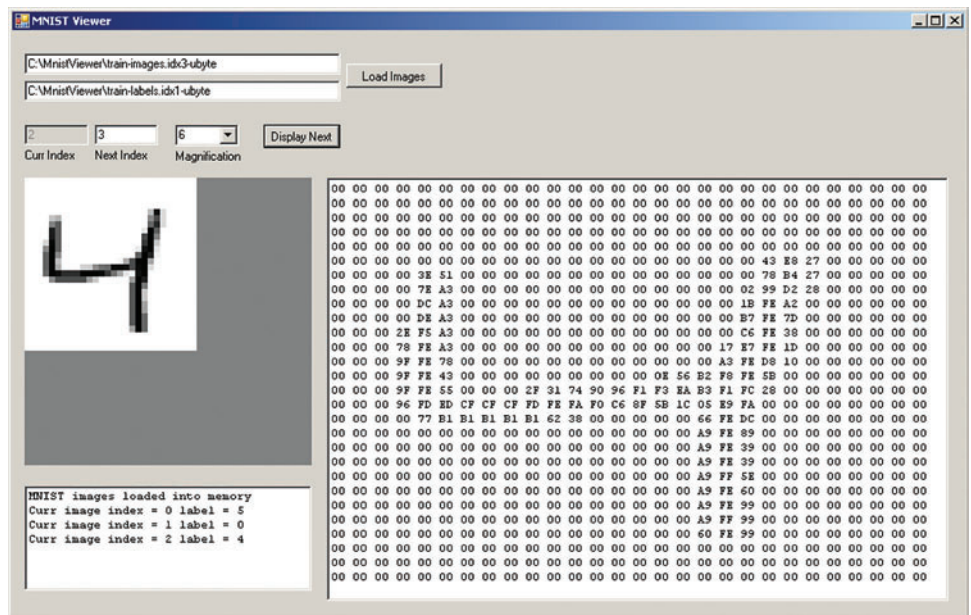 MNIST Viewer
C:\MnistViewer\train-images.idx3-ubyte
Load Images
C:\MnistViewer\train-labels.idx1-ubyte
2 3 6 Display Next
Curr Index Next Index Magnification
00 00 00 00 00 00 00 00 00 00 00 00 00 00 00 00 00 00 00 00 00 00 00 00 00 00 00 00
00 00 00 00 00 00 00 00 00 00 00 00 00 00 00 00 00 00 00 00 00 00 00 00 00 00 00 00
00 00 00 00 00 00 00 00 00 00 00 00 00 00 00 00 00 00 00 00 00 00 00 00 00 00 00 00
00 00 00 00 00 00 00 00 00 00 00 00 00 00 00 00 00 00 00 00 00 00 00 00 00 00 00 00
00 00 00 00 00 00 00 00 00 00 00 00 00 00 00 00 00 00 00 00 00 00 00 00 00 00 00 00
00 00 00 00 00 00 00 00 00 00 00 00 00 00 00 00 00 00 00 00 43 E8 27 00 00 00 00 00
00 00 00 00 3E 51 00 00 00 00 00 00 00 00 00 00 00 00 00 00 78 B4 27 00 00 00 00 00
00 00 00 00 7E A3 00 00 00 00 00 00 00 00 00 00 00 00 00 02 99 D2 28 00 00 00 00 00
00 00 00 00 DC A3 00 00 00 00 00 00 00 00 00 00 00 00 00 1B FE A2 00 00 00 00 00 00
00 00 00 00 DE A3 00 00 00 00 00 00 00 00 00 00 00 00 00 B7 FE 7D 00 00 00 00 00 00
00 00 00 2E F5 A3 00 00 00 00 00 00 00 00 00 00 00 00 00 C6 FE 38 00 00 00 00 00 00
00 00 00 78 FE A3 00 00 00 00 00 00 00 00 00 00 00 00 17 E7 FE 1D 00 00 00 00 00 00
00 00 00 9F FE 78 00 00 00 00 00 00 00 00 00 00 00 00 A3 FE D8 10 00 00 00 00 00 00
00 00 00 9F FE 43 00 00 00 00 00 00 00 00 00 0E 56 B2 F8 FE 5B 00 00 00 00 00 00 00
00 00 00 9F FE 55 00 00 00 2F 31 74 90 96 F1 F3 EA B3 F1 FC 28 00 00 00 00 00 00 00
00 00 00 96 FD ED CF CF CF FD FE FA F0 C6 8F 5B 1C 05 E9 FA 00 00 00 00 00 00 00 00
00 00 00 00 77 B1 B1 B1 B1 B1 62 38 00 00 00 00 00 66 FE DC 00 00 00 00 00 00 00 00
00 00 00 00 00 00 00 00 00 00 00 00 00 00 00 00 00 A9 FE 89 00 00 00 00 00 00 00 00
00 00 00 00 00 00 00 00 00 00 00 00 00 00 00 00 00 A9 FE 39 00 00 00 00 00 00 00 00
00 00 00 00 00 00 00 00 00 00 00 00 00 00 00 00 00 A9 FE 39 00 00 00 00 00 00 00 00
00 00 00 00 00 00 00 00 00 00 00 00 00 00 00 00 00 A9 FF 5E 00 00 00 00 00 00 00 00
00 00 00 00 00 00 00 00 00 00 00 00 00 00 00 00 00 A9 FE 60 00 00 00 00 00 00 00 00
00 00 00 00 00 00 00 00 00 00 00 00 00 00 00 00 00 A9 FE 99 00 00 00 00 00 00 00 00
00 00 00 00 00 00 00 00 00 00 00 00 00 00 00 00 00 A9 FF 99 00 00 00 00 00 00 00 00
00 00 00 00 00 00 00 00 00 00 00 00 00 00 00 00 00 60 FE 99 00 00 00 00 00 00 00 00
00 00 00 00 00 00 00 00 00 00 00 00 00 00 00 00 00 00 00 00 00 00 00 00 00 00 00 00
00 00 00 00 00 00 00 00 00 00 00 00 00 00 00 00 00 00 00 00 00 00 00 00 00 00 00 00
00 00 00 00 00 00 00 00 00 00 00 00 00 00 00 00 00 00 00 00 00 00 00 00 00 00 00 00
4
MNIST images loaded into memory
Curr image index = 0 label = 5
Curr image index = 1 label = 0
Curr image index = 2 label = 4